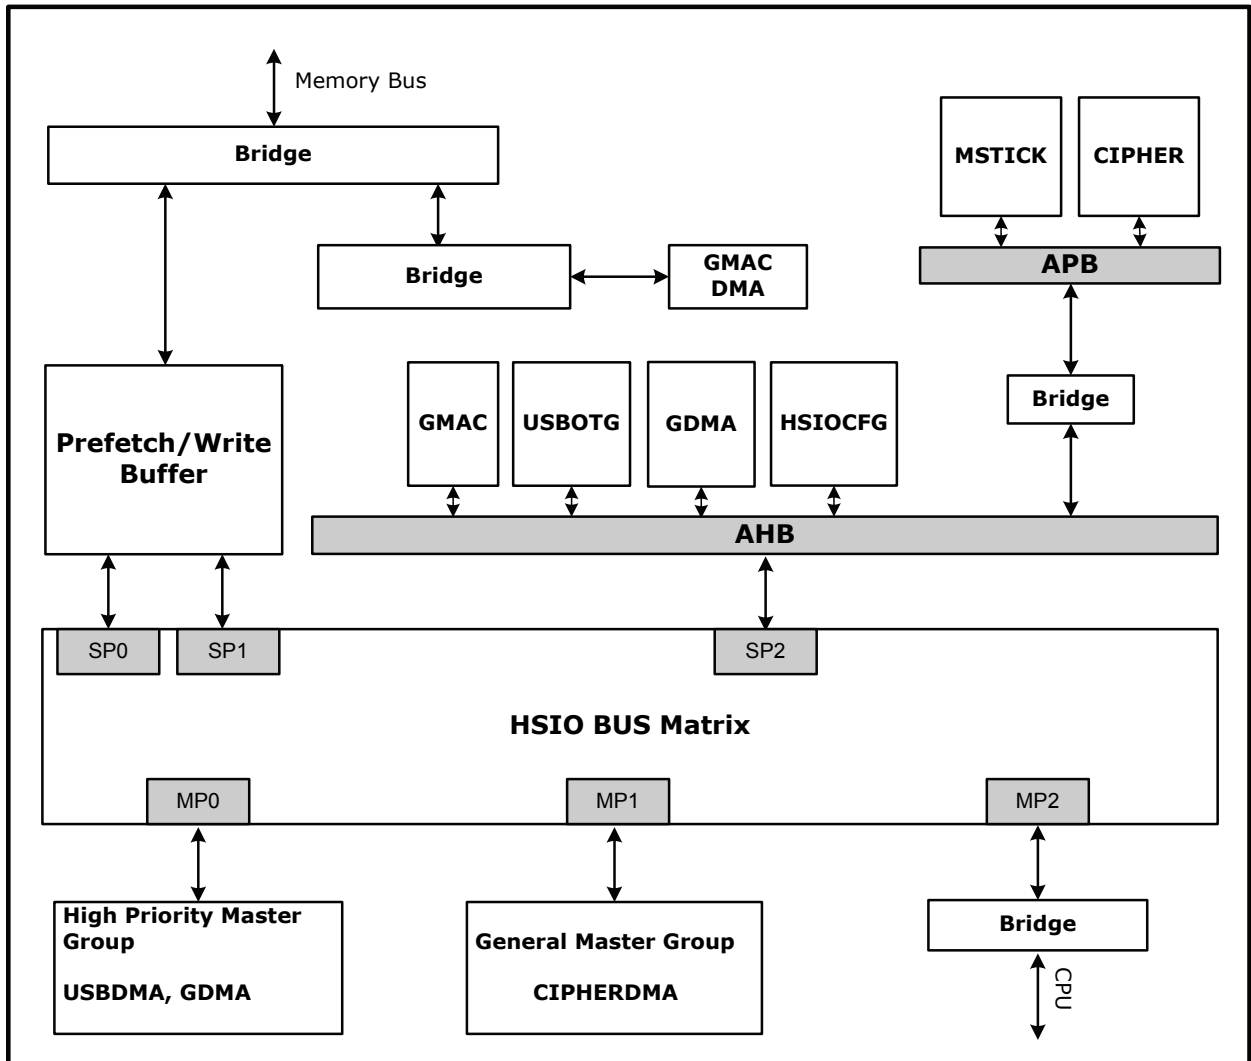 Memory Bus
Bridge
MSTICK
CIPHER
APB
Bridge
GMAC
DMA
Bridge
Prefetch/Write
Buffer
GMAC
USBOTG
GDMA
HSIOCFG
AHB
SP0
SP1
SP2
HSIO BUS Matrix
MP0
MP1
MP2
High Priority Master
Group
USBDMA, GDMA
General Master Group
CIPHERDMA
Bridge
CPU